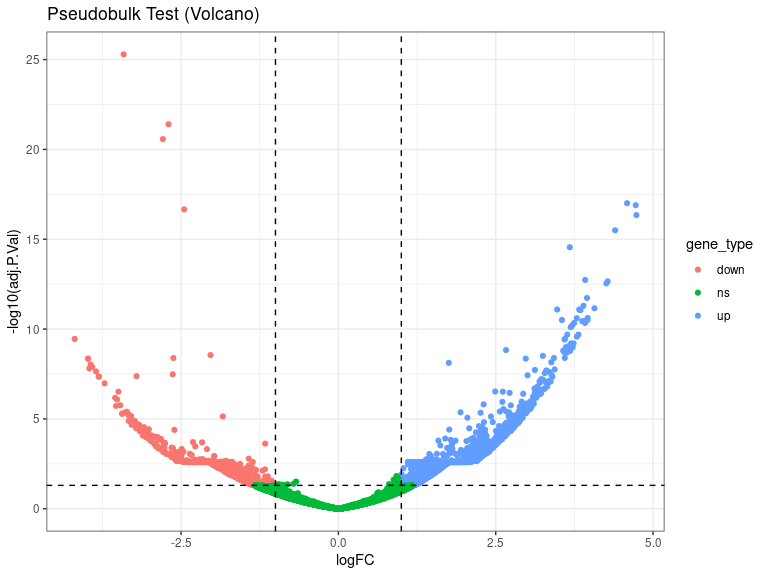 Pseudobulk Test (Volcano)
-log10(adj.P.Val)
25
20
15
10
5
0
-2.5
0.0
2.5
5.0
logFC
gene_type
down
ns
up